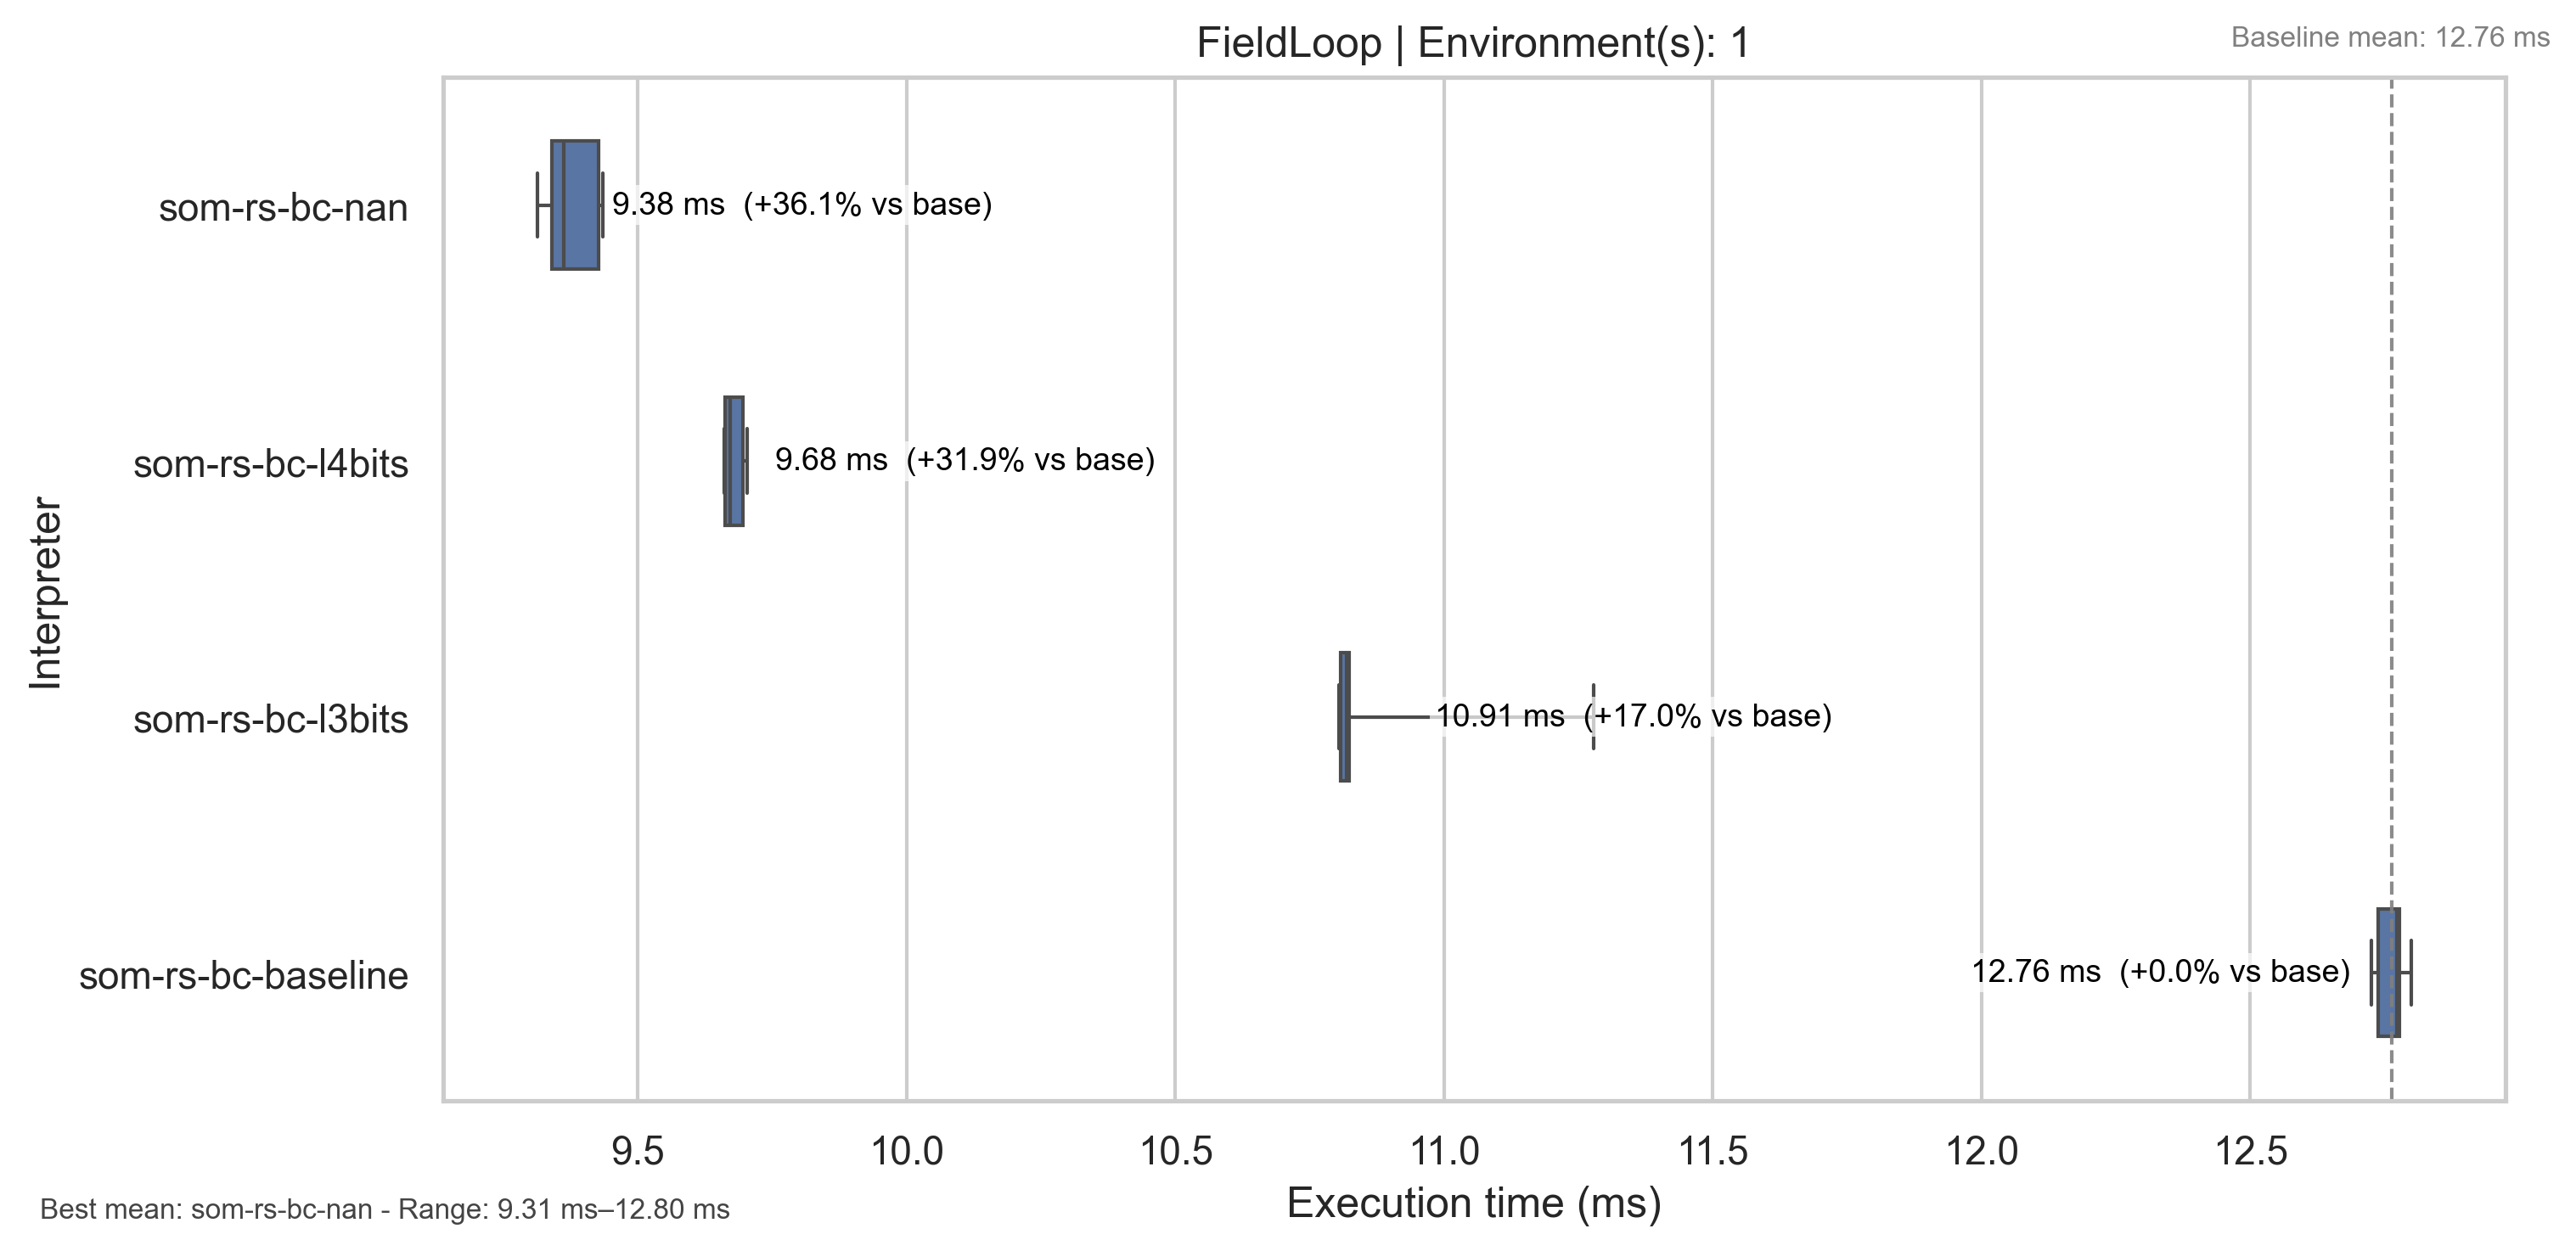 FieldLoop | Environment(s): 1
Baseline mean: 12.76 ms
som-rs-bc-nan
9.38 ms (+36.1% vs base)
som-rs-bc-l4bits
9.68 ms (+31.9% vs base)
Interpreter
som-rs-bc-l3bits
10.91 ms (+17.0% vs base)
som-rs-bc-baseline
12.76 ms (+0.0% vs base)
9.5 10.0 10.5 11.0 11.5 12.0 12.5
Execution time (ms)
Best mean: som-rs-bc-nan - Range: 9.31 ms–12.80 ms